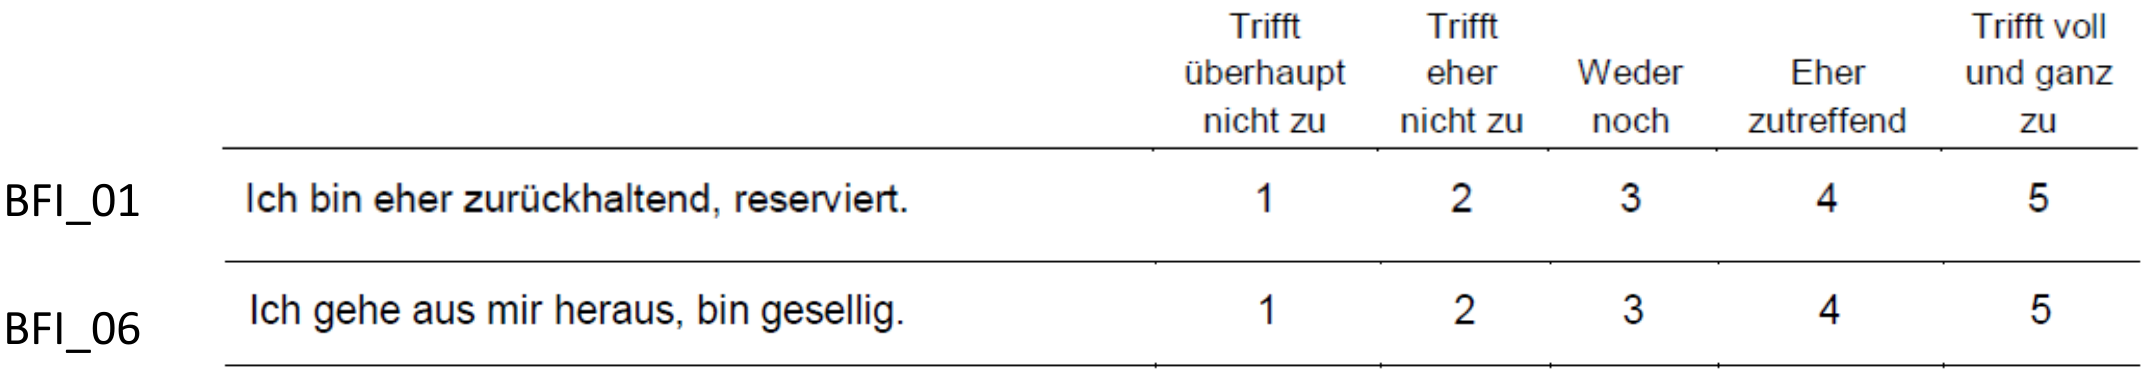 Trifft Trifft Trifft voll
überhaupt eher Weder Eher und ganz
nicht zu nicht zu noch zutreffend zu
BFI_01 Ich bin eher zurückhaltend, reserviert. 1 2 3 4 5
BFI_06 Ich gehe aus mir heraus, bin gesellig. 1 2 3 4 5